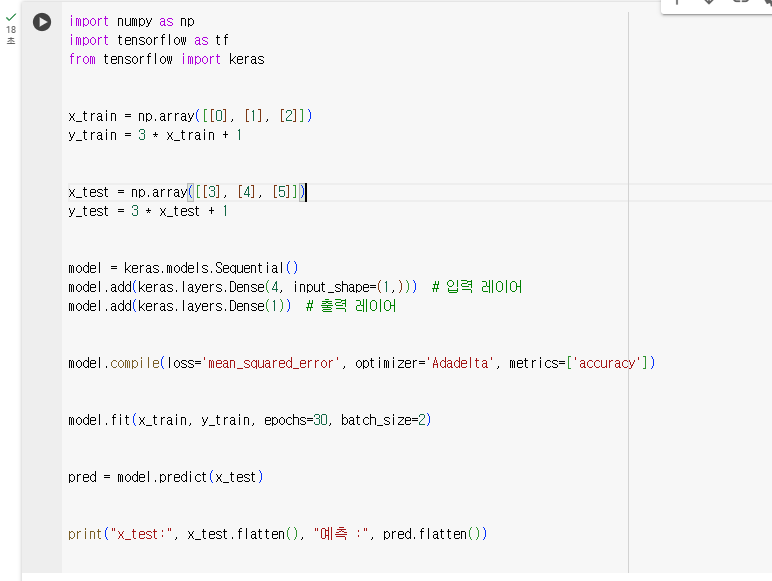 18
초
import numpy as np
import tensorflow as tf
from tensorflow import keras
x_train = np.array([[0], [1], [2]])
y_train = 3 * x_train + 1
x_test = np.array([[3], [4], [5]])
y_test = 3 * x_test + 1
model = keras.models.Sequential()
model.add(keras.layers.Dense(4, input_shape=(1,)))  # 입력 레이어
model.add(keras.layers.Dense(1))  # 출력 레이어
model.compile(loss='mean_squared_error', optimizer='Adadelta', metrics=['accuracy'])
model.fit(x_train, y_train, epochs=30, batch_size=2)
pred = model.predict(x_test)
print("x_test:", x_test.flatten(), "예측 :", pred.flatten())